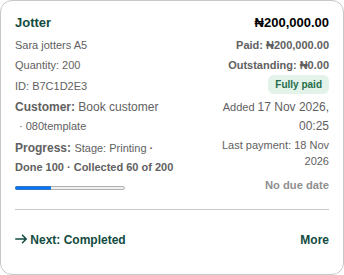 Jotter ₦200,000.00
Sara jotters A5 Paid: ₦200,000.00
Quantity: 200 Outstanding: ₦0.00
ID: B7C1D2E3 Fully paid
Customer: Book customer Added 17 Nov 2026,
· 080template 00:25
Progress: Stage: Printing · Last payment: 18 Nov
Done 100 · Collected 60 of 200 2026
No due date
→ Next: Completed More